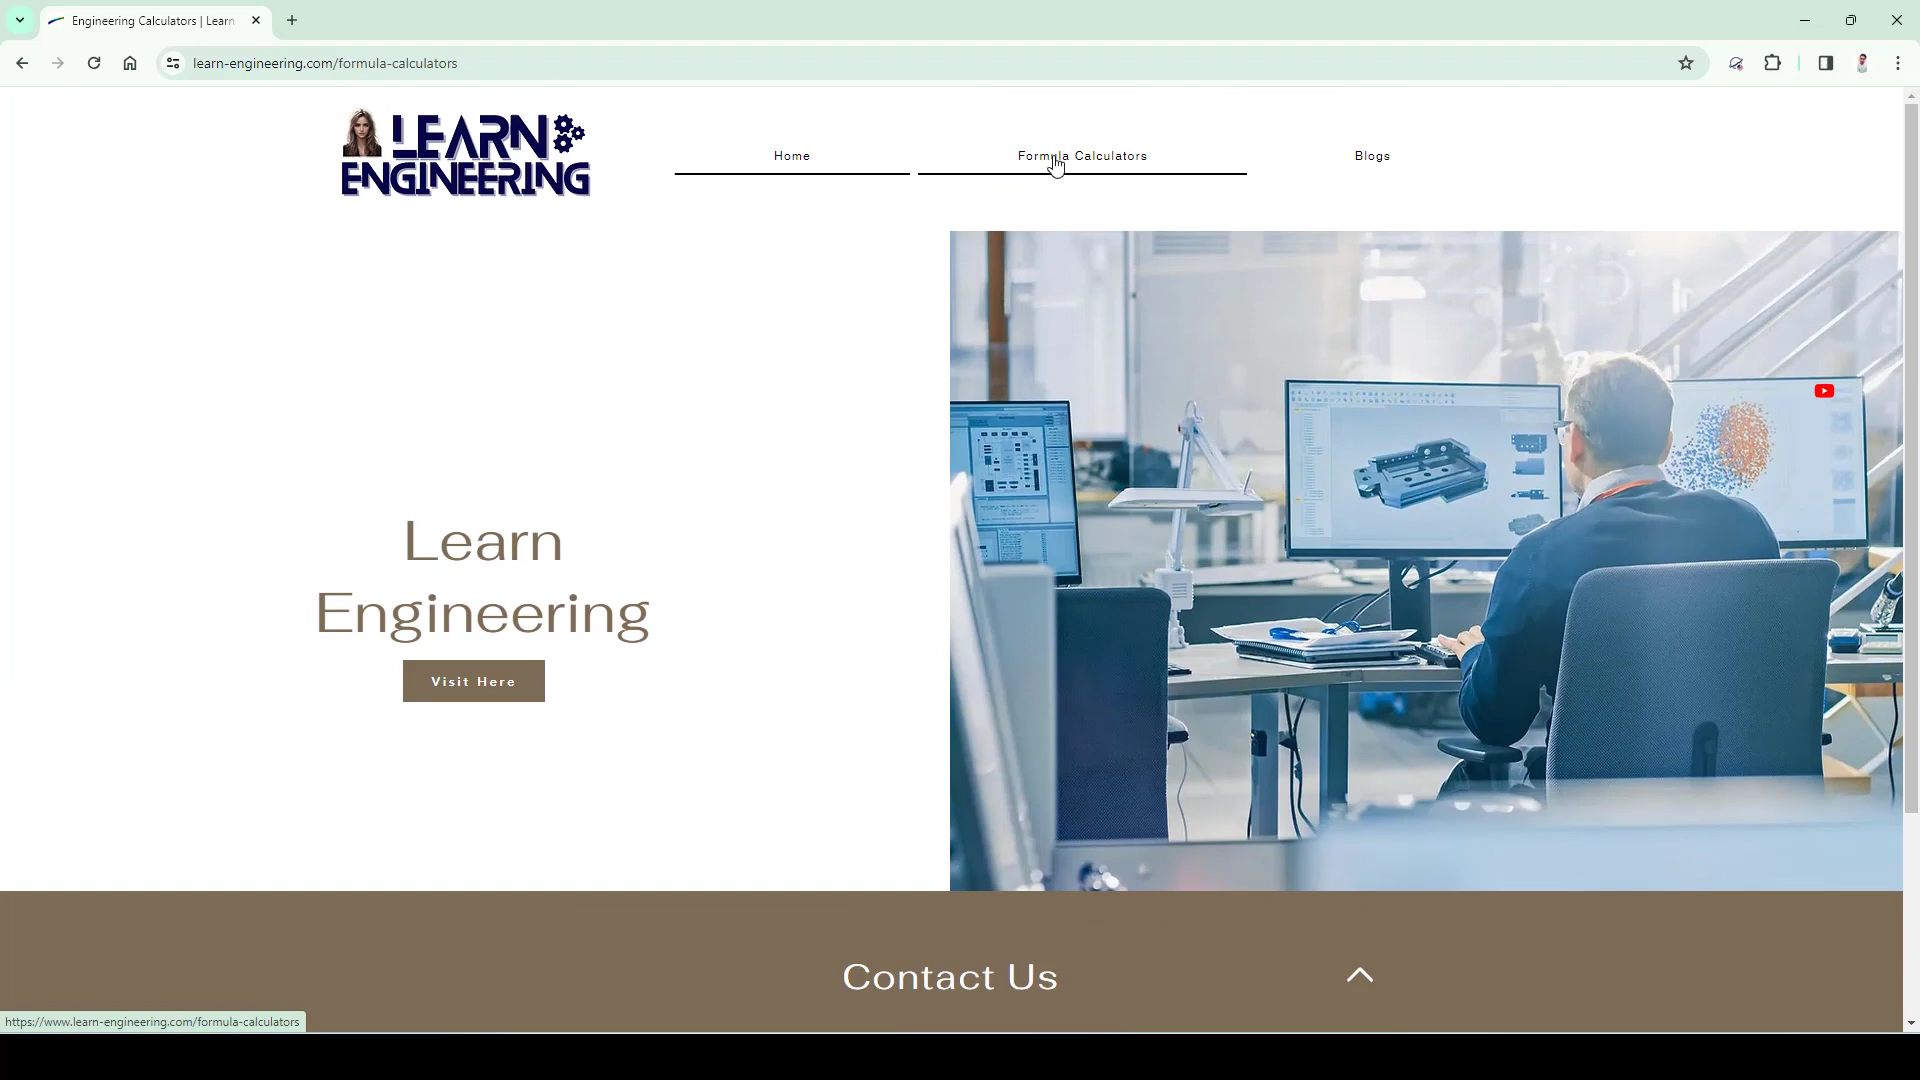 Engineering Calculators | Learn
learn-engineering.com/formula-calculators
LEARN
ENGINEERING
Home
Formula Calculators
Blogs
Learn
Engineering
Visit Here
Contact Us
https://www.learn-engineering.com/formula-calculators